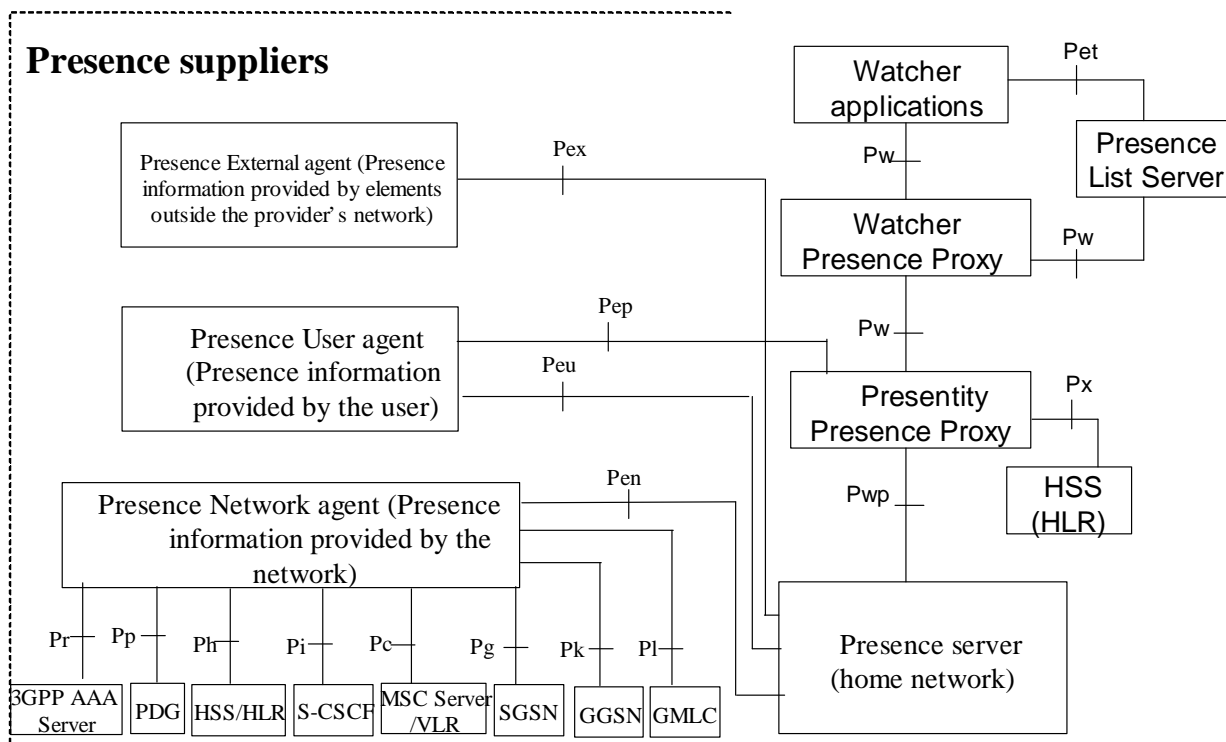 Presence suppliers
Watcher
applications
Pet
Presence
List Server
Pw
Presence External agent (Presence
information provided by elements
outside the provider's network)
Pex
Watcher
Presence Proxy
Pw
Pw
Presence User agent
(Presence information
provided by the user)
Pep
Peu
Presentity
Presence Proxy
Px
HSS
(HLR)
Pwp
Presence Network agent (Presence
information provided by the
network)
Pen
Pr
Pp
Ph
Pi
Pc
Pg
Pk
Pl
3GPP AAA
Server
PDG
HSS/HLR
S-CSCF
MSC Server
/VLR
SGSN
GGSN
GMLC
Presence server
(home network)